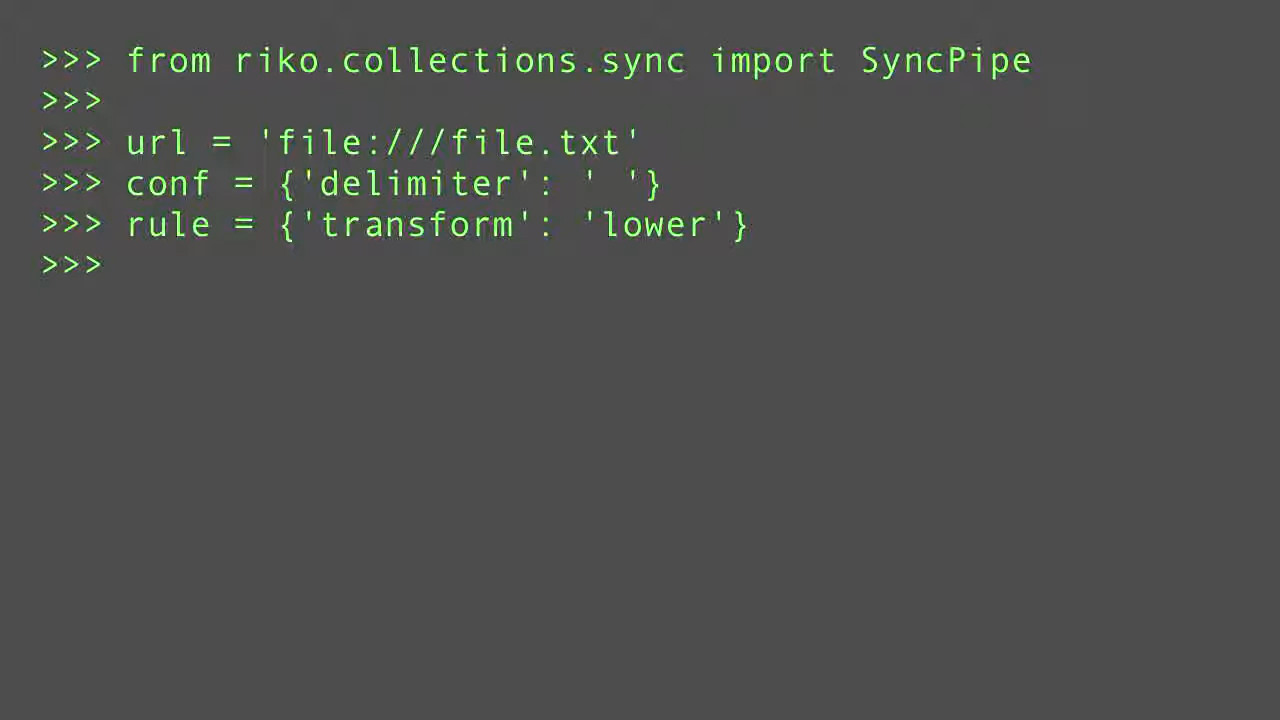 >>> from riko.collections.sync import SyncPipe
>>>
>>> url = 'file:///file.txt'
>>> conf = {'delimiter': ' '}
>>> rule = {'transform': 'lower'}
>>>